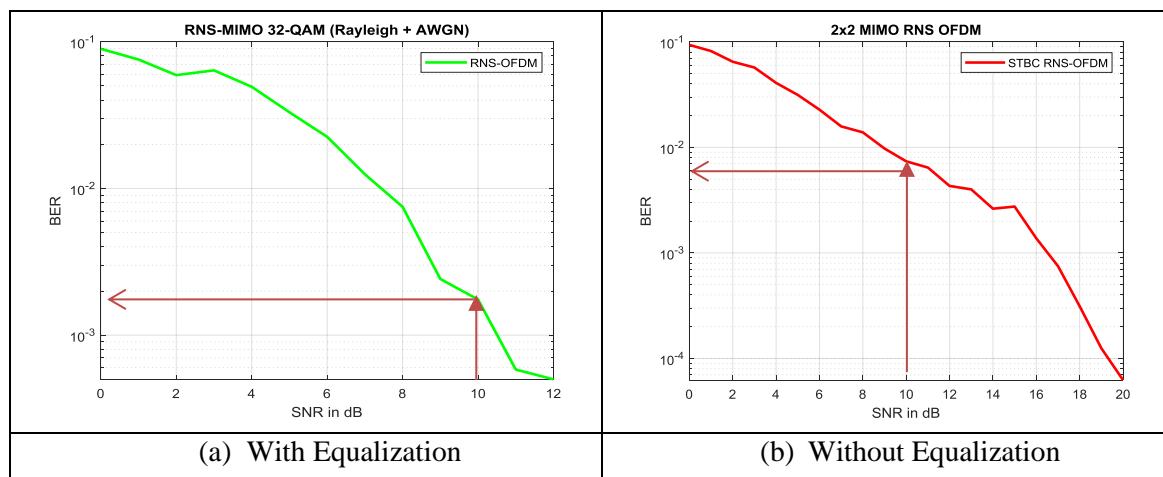 RNS-MIMO 32-QAM (Rayleigh + AWGN)
RNS-OFDM
BER
10-1
10-2
10-3
0 2 4 6 8 10 12
SNR in dB
(a) With Equalization
2x2 MIMO RNS OFDM
STBC RNS-OFDM
BER
10-1
10-2
10-3
10-4
0 2 4 6 8 10 12 14 16 18 20
SNR in dB
(b) Without Equalization